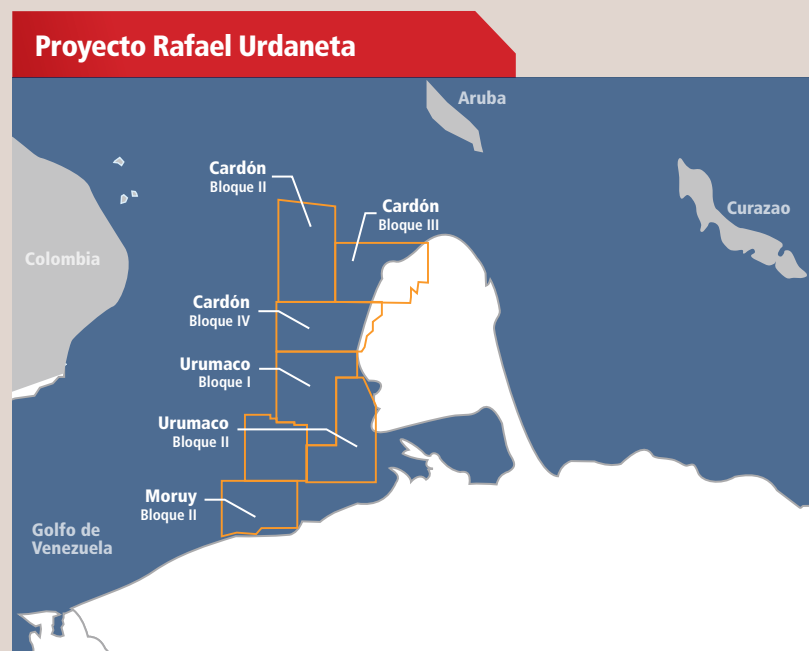 Proyecto Rafael Urdaneta
Aruba
Cardón
Bloque II
Cardón
Bloque III
Curazao
Colombia
Cardón
Bloque IV
Urumaco
Bloque I
Urumaco
Bloque II
Moruy
Bloque II
Golfo de
Venezuela